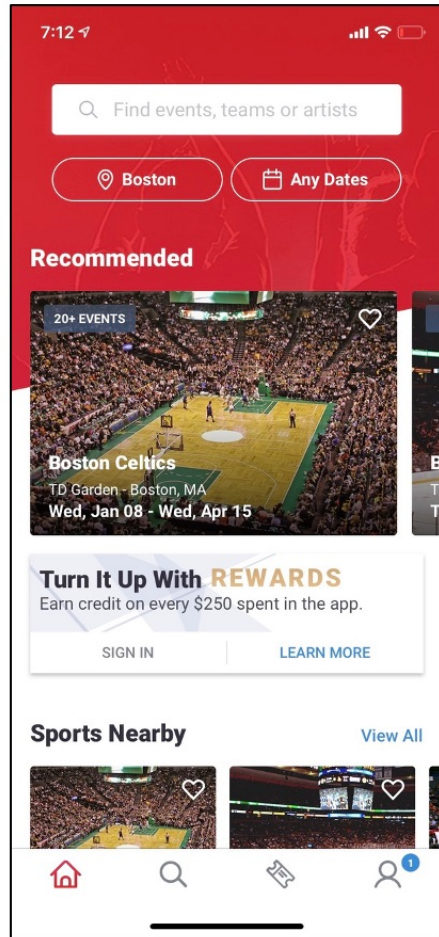 7:12
Find events, teams or artists
Boston
Any Dates
Recommended
20+ EVENTS
Boston Celtics
TD Garden - Boston, MA
Wed, Jan 08 - Wed, Apr 15
B
T
T
Turn It Up With REWARDS
Earn credit on every $250 spent in the app.
SIGN IN
LEARN MORE
Sports Nearby
View All
1